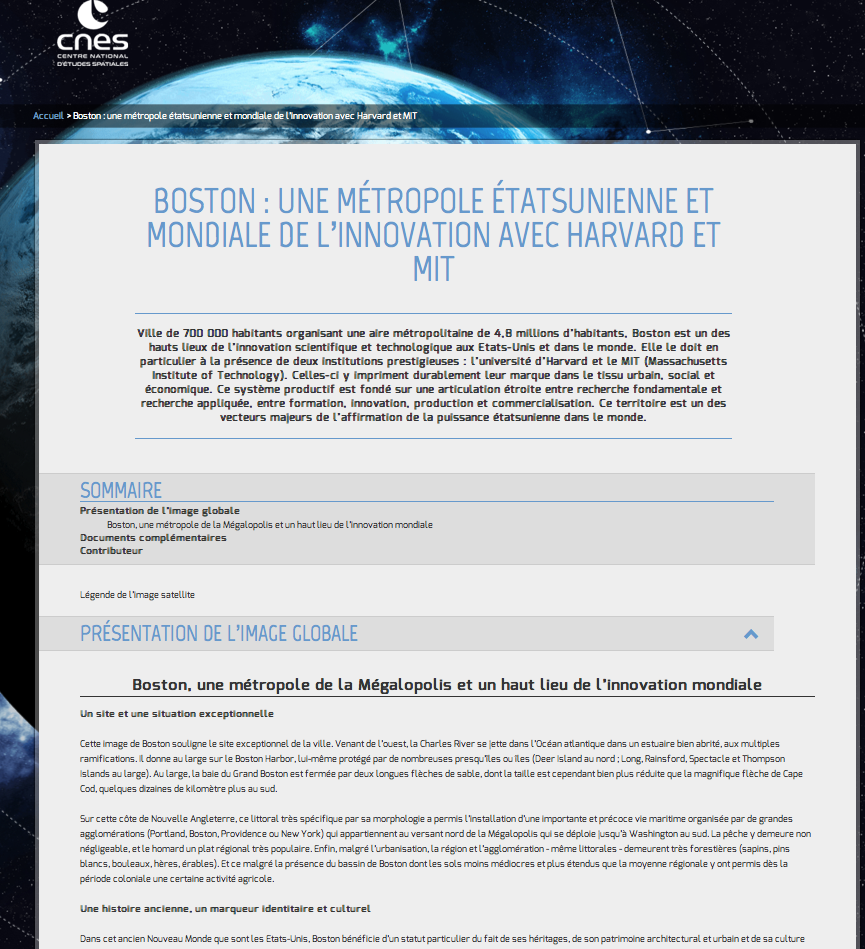 cnes
CENTRE NATIONAL
D'ÉTUDES SPATIALES
Accueil > Boston : une métropole étatsunienne et mondiale de l'innovation avec Harvard et MIT
BOSTON : UNE MÉTROPOLE ÉTATSUNIENNE ET
MONDIALE DE L'INNOVATION AVEC HARVARD ET
MIT
Ville de 700 000 habitants organisant une aire métropolitaine de 4,8 millions d'habitants, Boston est un des
hauts lieux de l'innovation scientifique et technologique aux Etats-Unis et dans le monde. Elle le doit en
particulier à la présence de deux institutions prestigieuses : l'université d'Harvard et le MIT (Massachusetts
Institute of Technology). Celles-ci y impriment durablement leur marque dans le tissu urbain, social et
économique. Ce système productif est fondé sur une articulation étroite entre recherche fondamentale et
recherche appliquée, entre formation, innovation, production et commercialisation. Ce territoire est un des
vecteurs majeurs de l'affirmation de la puissance étatsunienne dans le monde.
SOMMAIRE
Présentation de l'image globale
Boston, une métropole de la Mégalopolis et un haut lieu de l'innovation mondiale
Documents complémentaires
Contributeur
Légende de l'image satellite
PRÉSENTATION DE L'IMAGE GLOBALE
Boston, une métropole de la Mégalopolis et un haut lieu de l'innovation mondiale
Un site et une situation exceptionnelle
Cette image de Boston souligne le site exceptionnel de la ville. Venant de l'ouest, la Charles River se jette dans l'Océan atlantique dans un estuaire bien abrité, aux multiples
ramifications. Il donne au large sur le Boston Harbor, lui-même protégé par de nombreuses presqu'îles ou îles (Deer Island au nord ; Long, Rainsford, Spectacle et Thompson
Islands au large). Au large, la baie du Grand Boston est fermée par deux longues flèches de sable, dont la taille est cependant bien plus réduite que la magnifique flèche de Cape
Cod, quelques dizaines de kilomètre plus au sud.
Sur cette côte de Nouvelle Angleterre, ce littoral très spécifique par sa morphologie a permis l'installation d'une importante et précoce vie maritime organisée par de grandes
agglomérations (Portland, Boston, Providence ou New York) qui appartiennent au versant nord de la Mégalopolis qui se déploie jusqu'à Washington au sud. La pêche y demeure non
négligeable, et le homard un plat régional très populaire. Enfin, malgré l'urbanisation, la région et l'agglomération - même littorales - demeurent très forestières (sapins, pins
blancs, bouleaux, hères, érables). Et ce malgré la présence du bassin de Boston dont les sols moins médiocres et plus étendus que la moyenne régionale y ont permis dès la
période coloniale une certaine activité agricole.
Une histoire ancienne, un marqueur identitaire et culturel
Dans cet ancien Nouveau Monde que sont les Etats-Unis, Boston bénéficie d'un statut particulier du fait de ses héritages, de son patrimoine architectural et urbain et de sa culture